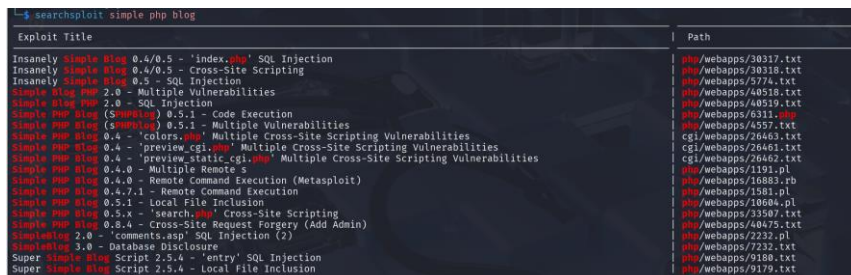 └─$ searchsploit simple php blog
Exploit Title | Path
Insanely Simple Blog 0.4/0.5 - 'index.php' SQL Injection | php/webapps/30317.txt
Insanely Simple Blog 0.4/0.5 - Cross-Site Scripting | php/webapps/30318.txt
Insanely Simple Blog 0.5 - SQL Injection | php/webapps/5774.txt
Simple Blog PHP 2.0 - Multiple Vulnerabilities | php/webapps/40518.txt
Simple Blog PHP 2.0 - SQL Injection | php/webapps/40519.txt
Simple PHP Blog (SPHPBlog) 0.5.1 - Code Execution | php/webapps/6311.php
Simple PHP Blog (sPHPblog) 0.5.1 - Multiple Vulnerabilities | php/webapps/4557.txt
Simple PHP Blog 0.4 - 'colors.php' Multiple Cross-Site Scripting Vulnerabilities | cgi/webapps/26463.txt
Simple PHP Blog 0.4 - 'preview_cgi.php' Multiple Cross-Site Scripting Vulnerabilities | cgi/webapps/26461.txt
Simple PHP Blog 0.4 - 'preview_static_cgi.php' Multiple Cross-Site Scripting Vulnerabilities | cgi/webapps/26462.txt
Simple PHP Blog 0.4.0 - Multiple Remote s | php/webapps/1191.pl
Simple PHP Blog 0.4.0 - Remote Command Execution (Metasploit) | php/webapps/16883.rb
Simple PHP Blog 0.4.7.1 - Remote Command Execution | php/webapps/1581.pl
Simple PHP Blog 0.5.1 - Local File Inclusion | php/webapps/10604.pl
Simple PHP Blog 0.5.x - 'search.php' Cross-Site Scripting | php/webapps/33507.txt
Simple PHP Blog 0.8.4 - Cross-Site Request Forgery (Add Admin) | php/webapps/40475.txt
SimpleBlog 2.0 - 'comments.asp' SQL Injection (2) | php/webapps/2232.pl
SimpleBlog 3.0 - Database Disclosure | php/webapps/7232.txt
Super Simple Blog Script 2.5.4 - 'entry' SQL Injection | php/webapps/9180.txt
Super Simple Blog Script 2.5.4 - Local File Inclusion | php/webapps/9179.txt